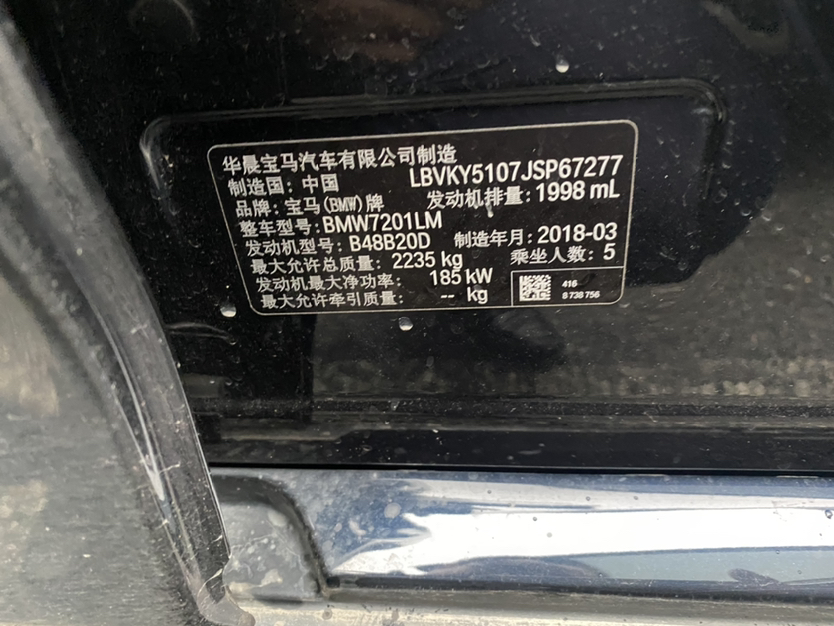 华晨宝马汽车有限公司制造
制造国：中国 LBVKY5107JSP67277
品牌：宝马(BMW)牌 发动机排量：1998 mL
整车型号：BMW7201LM
发动机型号：B48B20D 制造年月：2018-03
最大允许总质量： 2235 kg 乘坐人数：5
发动机最大净功率： 185 kW
最大允许牵引质量： -- kg
416
8 738 756